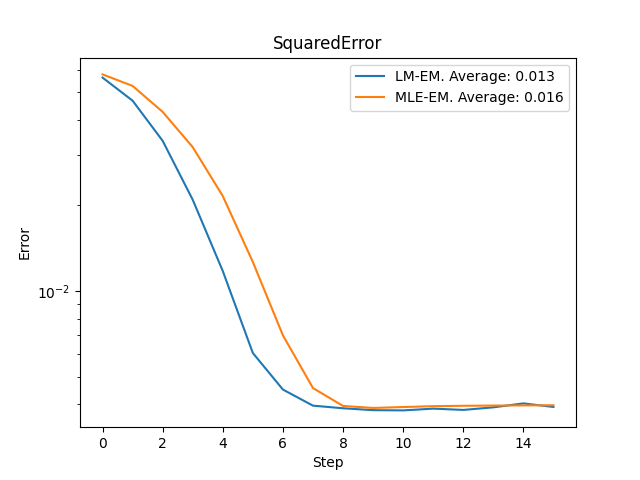 SquaredError
LM-EM. Average: 0.013
MLE-EM. Average: 0.016
Error
10⁻²
0 2 4 6 8 10 12 14
Step